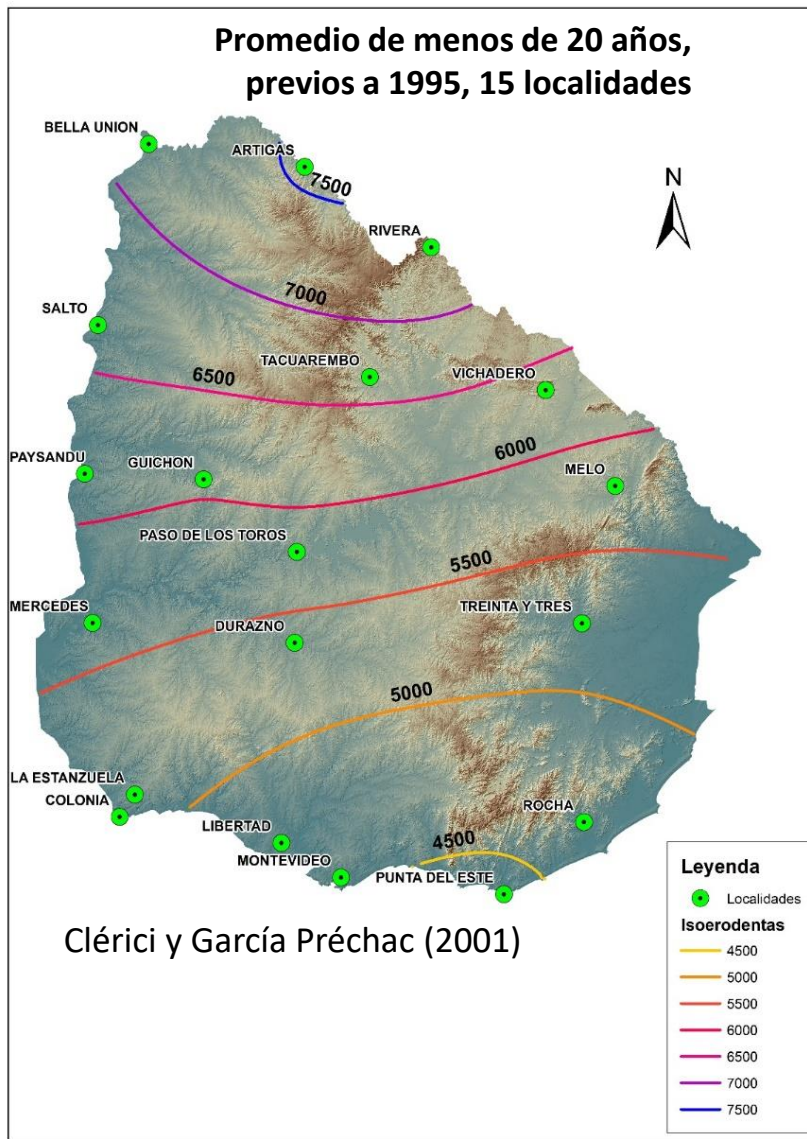 Promedio de menos de 20 años,
previos a 1995, 15 localidades
BELLA UNION
ARTIGAS
7500
N
RIVERA
7000
SALTO
TACUAREMBO
VICHADERO
6500
6000
PAYSANDU
GUICHON
MELO
PASO DE LOS TOROS
5500
MERCEDES
TREINTA Y TRES
DURAZNO
5000
LA ESTANZUELA
COLONIA
ROCHA
LIBERTAD
4500
MONTEVIDEO
PUNTA DEL ESTE
Clérici y García Préchac (2001)
Leyenda
Localidades
Isoerodentas
4500
5000
5500
6000
6500
7000
7500